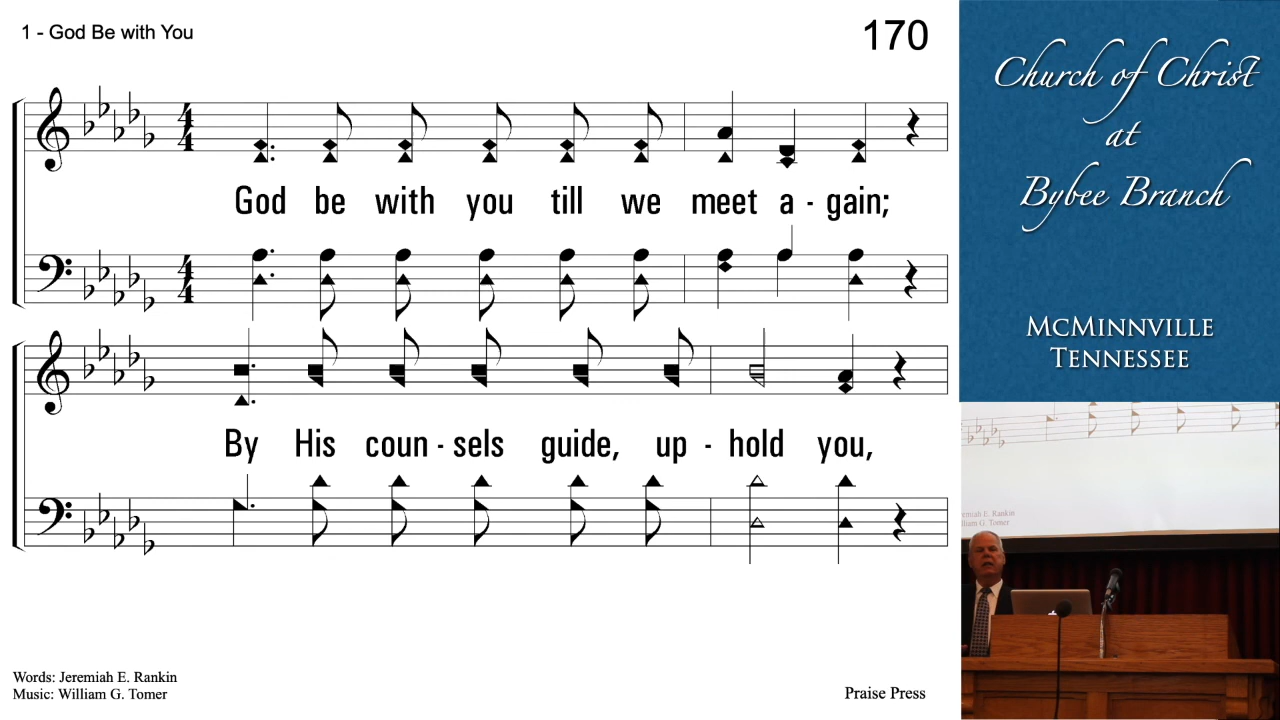 1 - God Be with You
170
God be with you till we meet a - gain;
By His coun - sels guide, up - hold you,
Words: Jeremiah E. Rankin
Music: William G. Tomer
Praise Press
Church of Christ
at
Bybee Branch
McMinnville
Tennessee
E. Rankin
G. Tomer